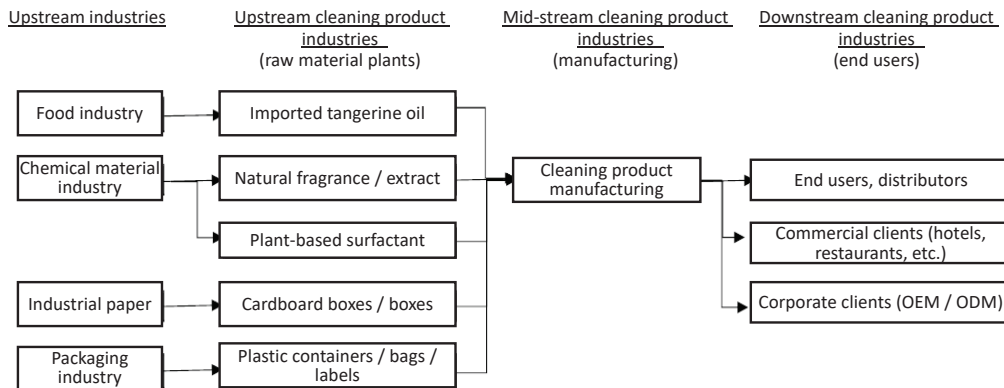 Upstream industries
Upstream cleaning product
industries
(raw material plants)
Mid-stream cleaning product
industries
(manufacturing)
Downstream cleaning product
industries
(end users)
Food industry
Imported tangerine oil
Chemical material
industry
Natural fragrance / extract
Cleaning product
manufacturing
End users, distributors
Plant-based surfactant
Commercial clients (hotels,
restaurants, etc.)
Industrial paper
Cardboard boxes / boxes
Corporate clients (OEM / ODM)
Packaging
industry
Plastic containers / bags /
labels